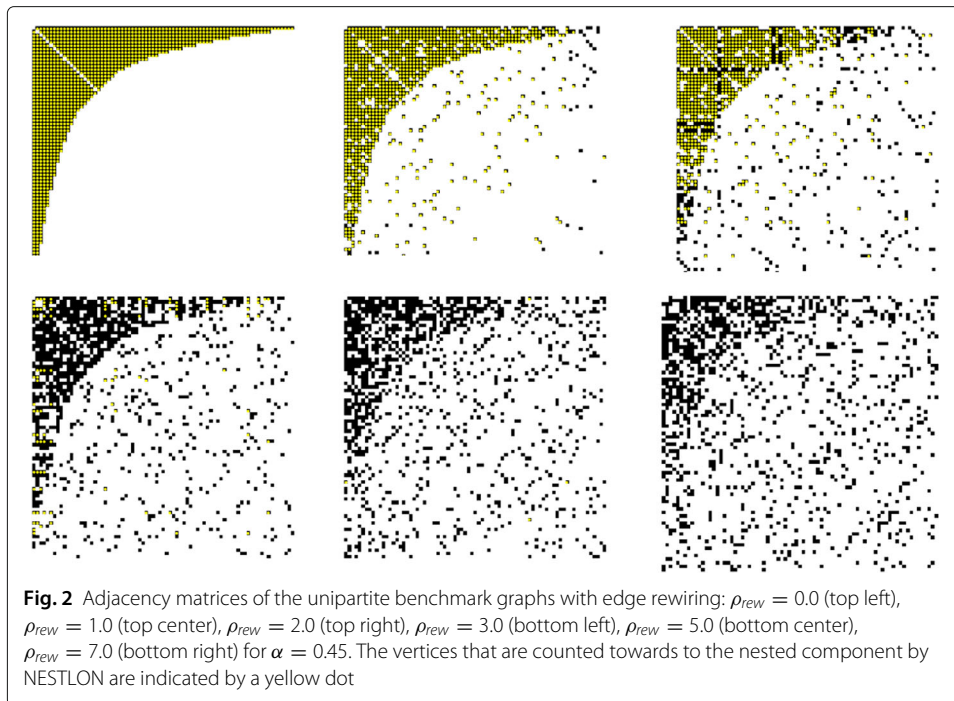 Fig. 2 Adjacency matrices of the unipartite benchmark graphs with edge rewiring: ρrew = 0.0 (top left),
ρrew = 1.0 (top center), ρrew = 2.0 (top right), ρrew = 3.0 (bottom left), ρrew = 5.0 (bottom center),
ρrew = 7.0 (bottom right) for α = 0.45. The vertices that are counted towards to the nested component by
NESTLON are indicated by a yellow dot